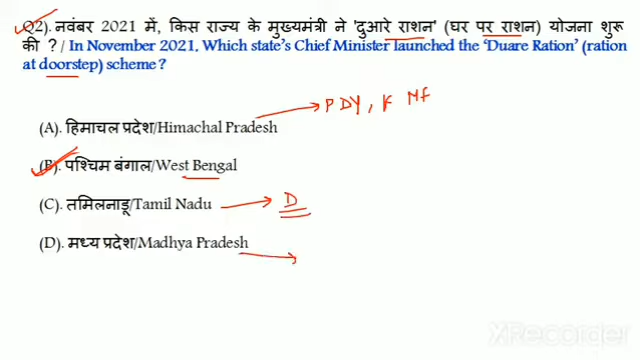 Q2). नवंबर 2021 में, किस राज्य के मुख्यमंत्री ने 'दुआरे राशन' (घर पर राशन) योजना शुरू
की ? / In November 2021, Which state's Chief Minister launched the 'Duare Ration' (ration
at doorstep) scheme ?
(A). हिमाचल प्रदेश/Himachal Pradesh
PDY, K Mf
(B). पश्चिम बंगाल/West Bengal
(C). तमिलनाडू/Tamil Nadu
D
(D). मध्य प्रदेश/Madhya Pradesh
XRecorder